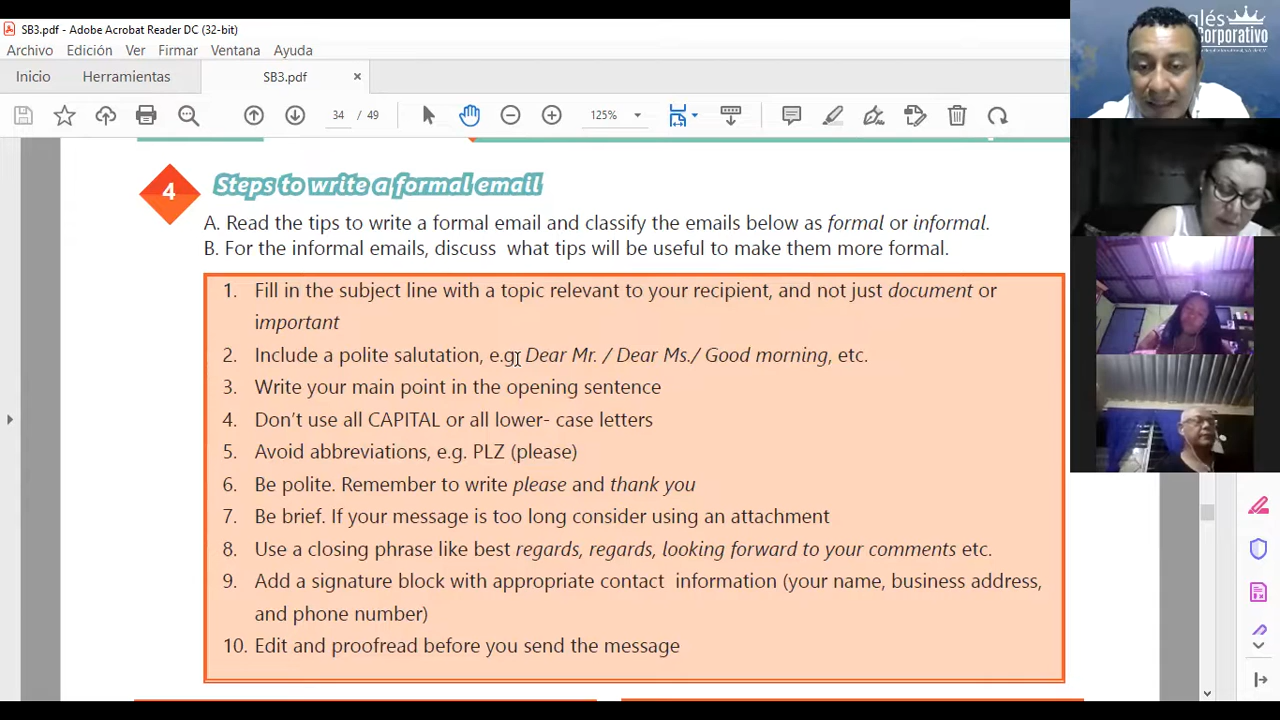 SB3.pdf - Adobe Acrobat Reader DC (32-bit)
Archivo Edición Ver Firmar Ventana Ayuda
Inicio Herramientas SB3.pdf ×
34 / 49 125%
4 Steps to write a formal email
A. Read the tips to write a formal email and classify the emails below as formal or informal.
B. For the informal emails, discuss what tips will be useful to make them more formal.
1. Fill in the subject line with a topic relevant to your recipient, and not just document or
important
2. Include a polite salutation, e.g. Dear Mr. / Dear Ms./ Good morning, etc.
3. Write your main point in the opening sentence
4. Don't use all CAPITAL or all lower- case letters
5. Avoid abbreviations, e.g. PLZ (please)
6. Be polite. Remember to write please and thank you
7. Be brief. If your message is too long consider using an attachment
8. Use a closing phrase like best regards, regards, looking forward to your comments etc.
9. Add a signature block with appropriate contact information (your name, business address,
and phone number)
10. Edit and proofread before you send the message
glés
Corporativo